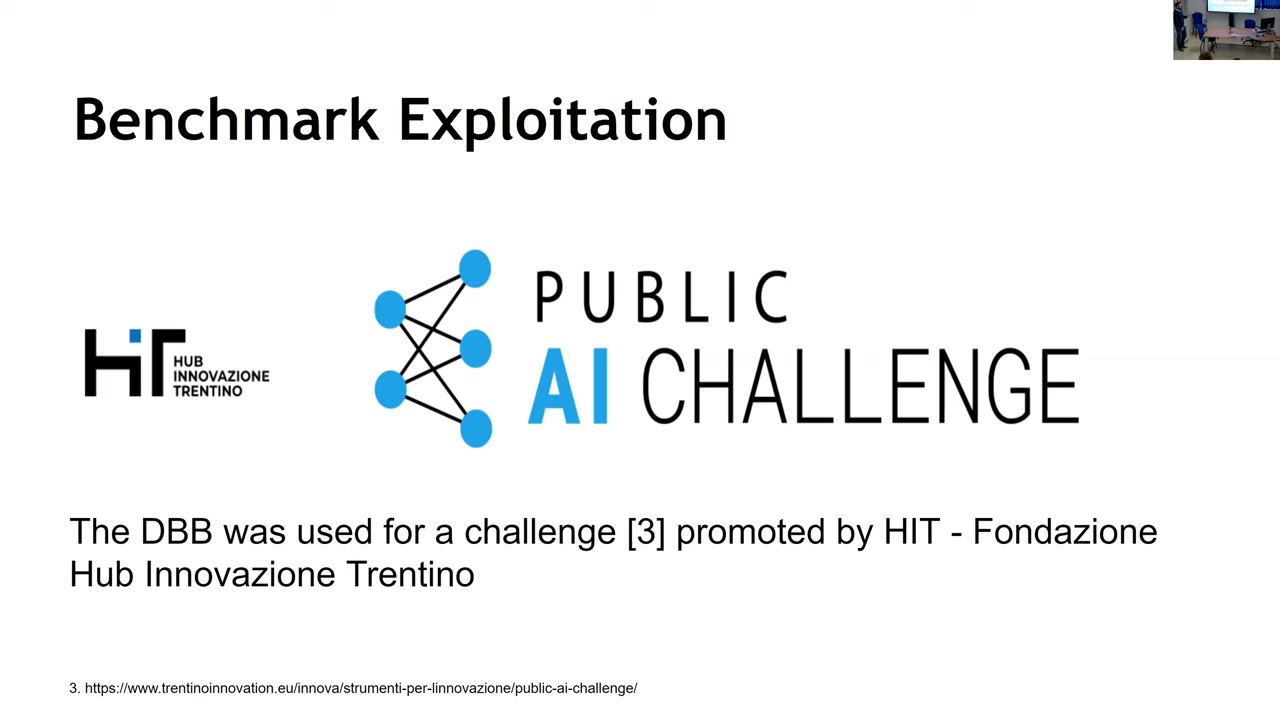 Benchmark Exploitation
HIT HUB
INNOVAZIONE
TRENTINO
PUBLIC
AI CHALLENGE
The DBB was used for a challenge [3] promoted by HIT - Fondazione
Hub Innovazione Trentino
3. https://www.trentinoinnovation.eu/innova/strumenti-per-linnovazione/public-ai-challenge/